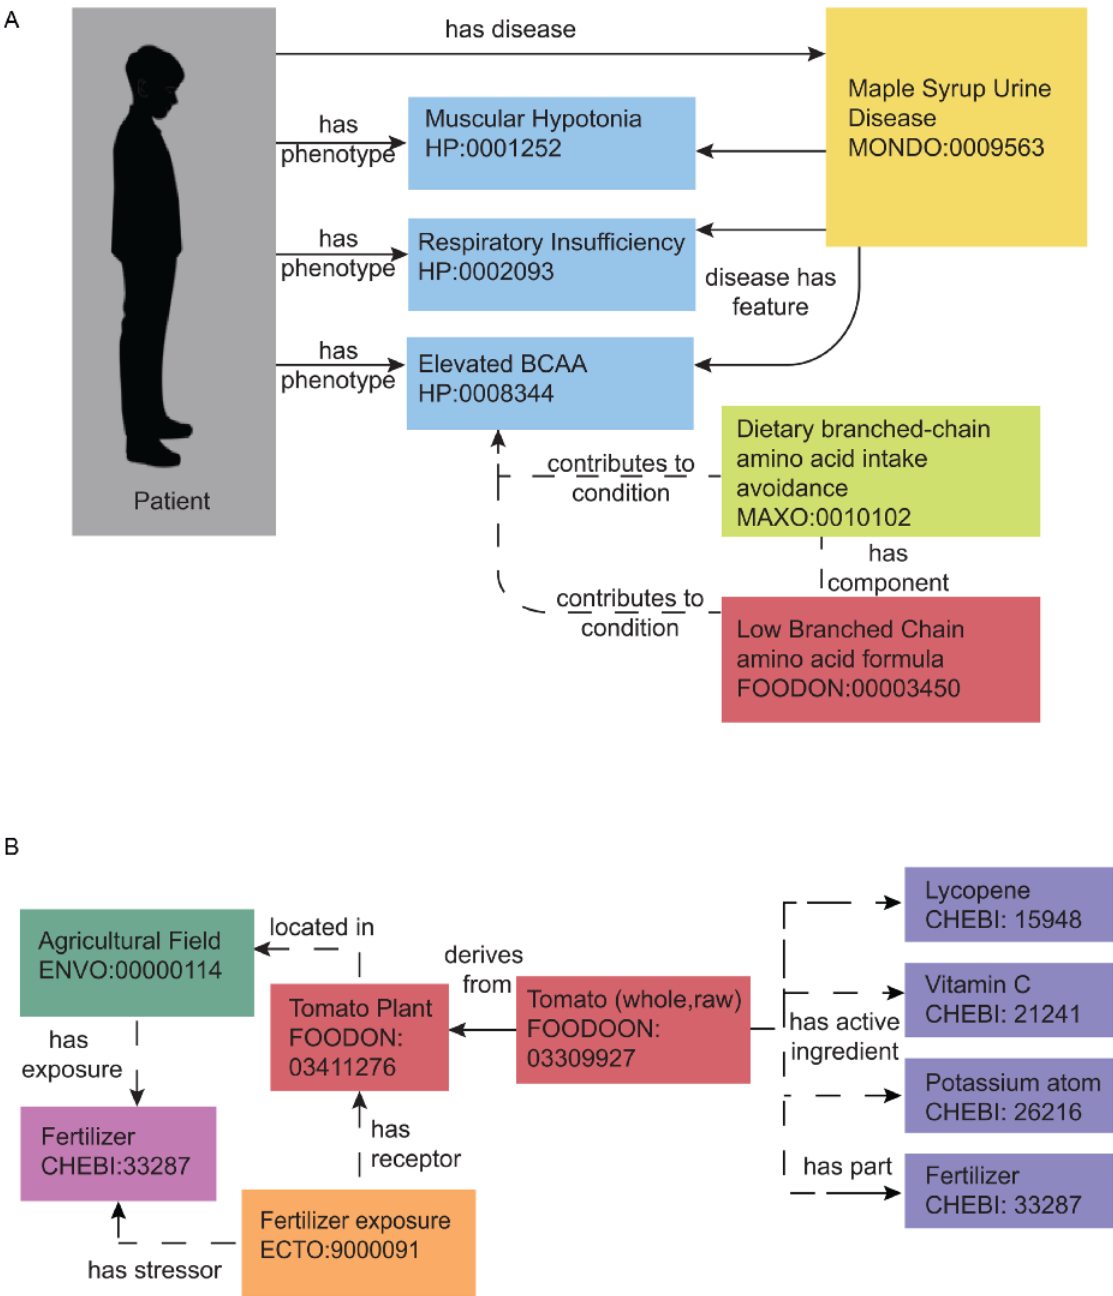 A
has disease
Maple Syrup Urine
Disease
MONDO:0009563
has
phenotype
Muscular Hypotonia
HP:0001252
has
phenotype
Respiratory Insufficiency
HP:0002093
disease has
feature
has
phenotype
Elevated BCAA
HP:0008344
Patient
contributes to
condition
Dietary branched-chain
amino acid intake
avoidance
MAXO:0010102
has
component
contributes to
condition
Low Branched Chain
amino acid formula
FOODON:00003450
B
Agricultural Field
ENVO:00000114
located in
has
exposure
Tomato Plant
FOODON:
03411276
derives
from
Tomato (whole,raw)
FOODOON:
03309927
Lycopene
CHEBI: 15948
Vitamin C
CHEBI: 21241
has active
ingredient
Potassium atom
CHEBI: 26216
has part
Fertilizer
CHEBI: 33287
Fertilizer
CHEBI:33287
has
receptor
Fertilizer exposure
ECTO:9000091
has stressor